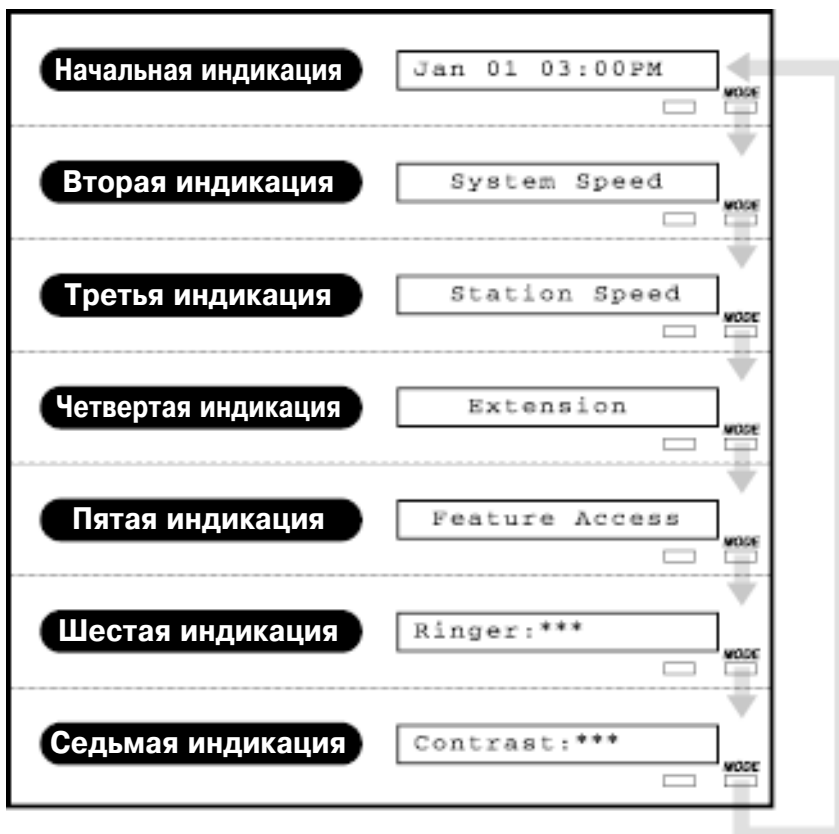 Начальная индикация
Jan 01 03:00PM
MODE
Вторая индикация
System Speed
MODE
Третья индикация
Station Speed
MODE
Четвертая индикация
Extension
MODE
Пятая индикация
Feature Access
MODE
Шестая индикация
Ringer:***
MODE
Седьмая индикация
Contrast:***
MODE